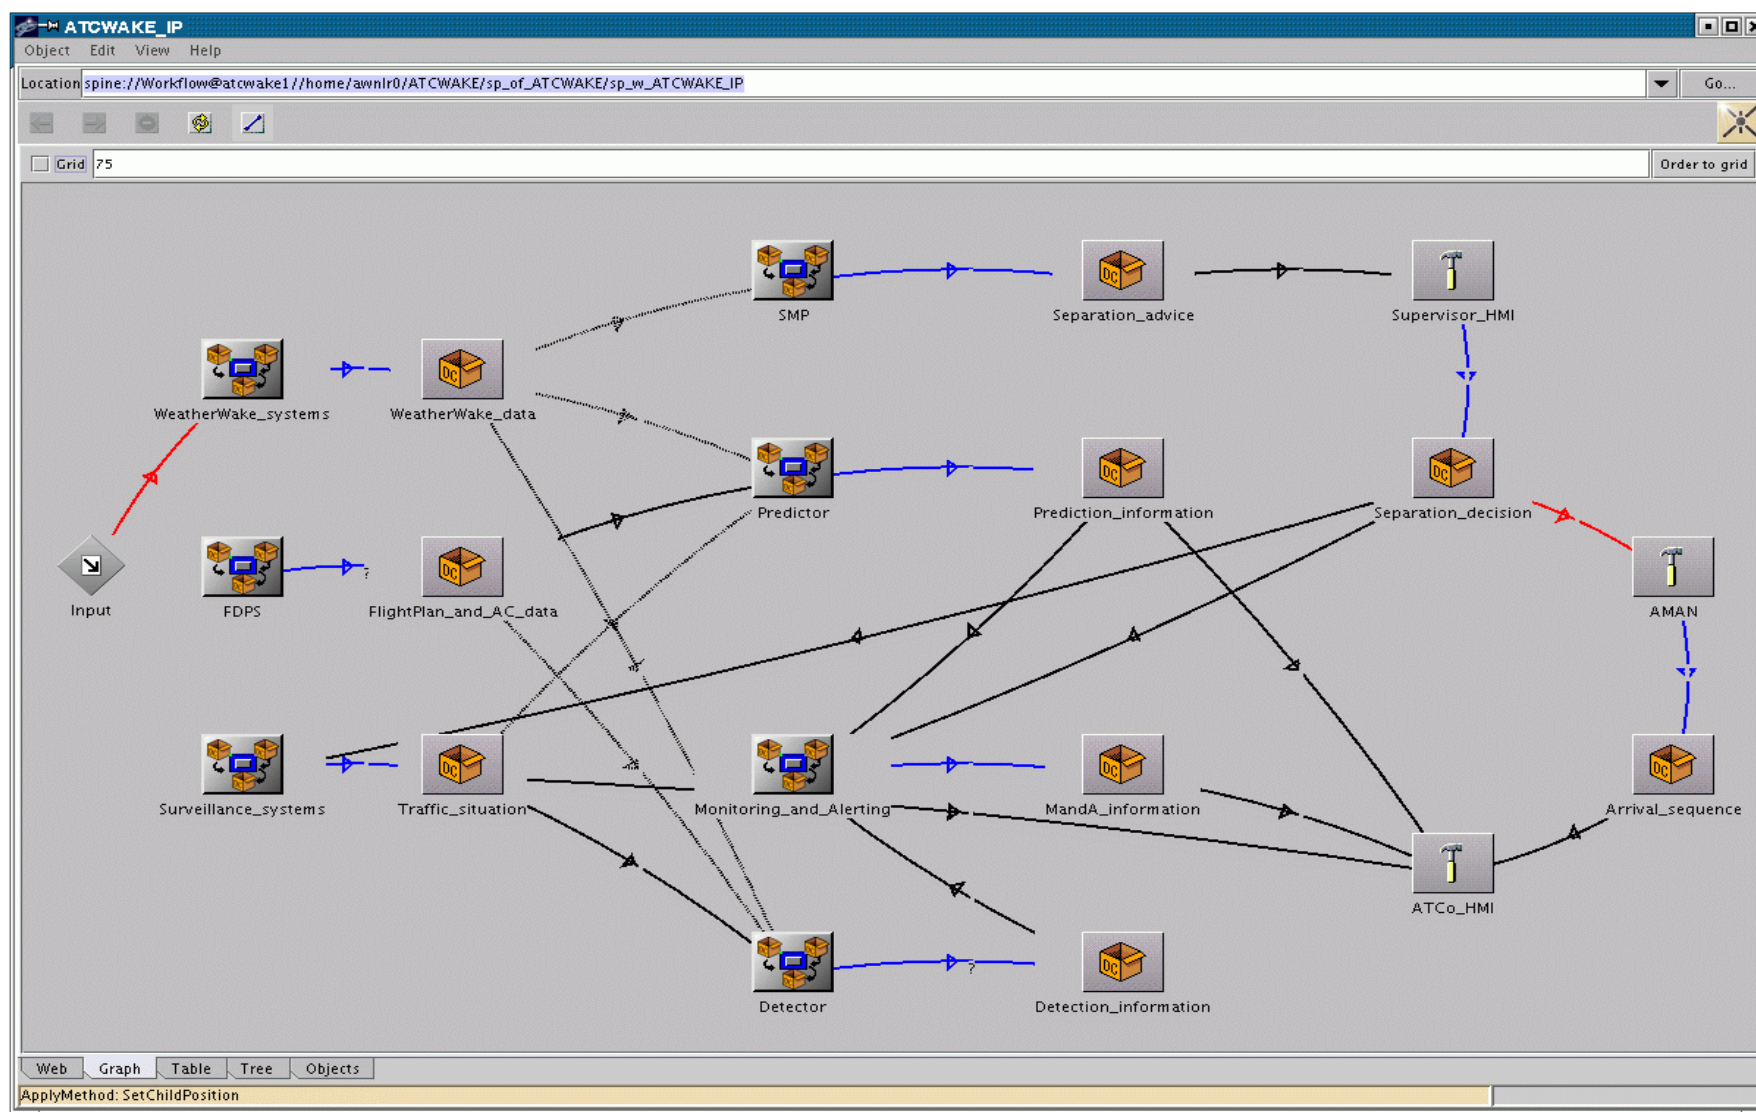 ATCWAKE_IP
Object Edit View Help
Location spine://Workflow@atcwake1//home/awnlr0/ATCWAKE/sp_of_ATCWAKE/sp_w_ATCWAKE_IP Go...
Grid 75 Order to grid
SMP Separation_advice Supervisor_HMI
WeatherWake_systems WeatherWake_data
Predictor Prediction_information Separation_decision
?
Input FDPS FlightPlan_and_AC_data AMAN
Surveillance_systems Traffic_situation Monitoring_and_Alerting MandA_information Arrival_sequence
ATCo_HMI
?
Detector Detection_information
Web Graph Table Tree Objects
ApplyMethod: SetChildPosition